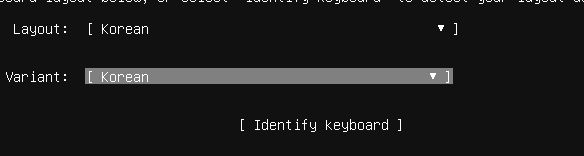 Layout: [ Korean ▼ ]
Variant: [ Korean ▼ ]
[ Identify keyboard ]